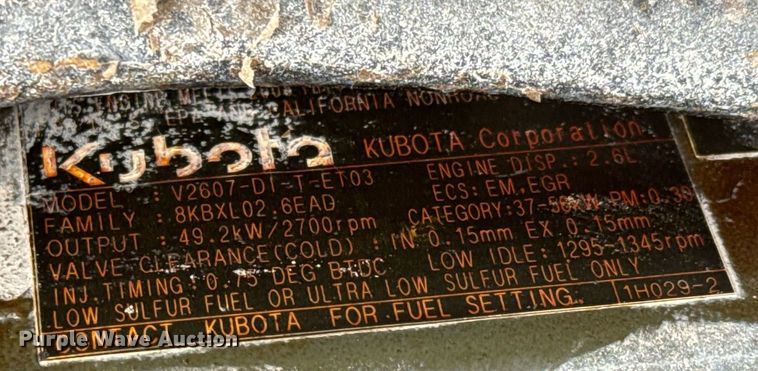 EPA AND CALIFORNIA NONROAD
Kubota KUBOTA Corporation
MODEL : V2607-DI-T-ET03 ENGINE DISP.: 2.6L
FAMILY : 8KBXL02.6EAD ECS: EM,EGR
OUTPUT : 49.2kW/2700rpm CATEGORY:37-56kW-PM:0.39
VALVE CLEARANCE(COLD) : IN 0.15mm EX 0.15mm
INJ.TIMING: 0.75 DEG BTDC LOW IDLE: 1295-1345rpm
LOW SULFUR FUEL OR ULTRA LOW SULFUR FUEL ONLY
CONTACT KUBOTA FOR FUEL SETTING. 1H029-2
Purple Wave Auction
purplewave.com